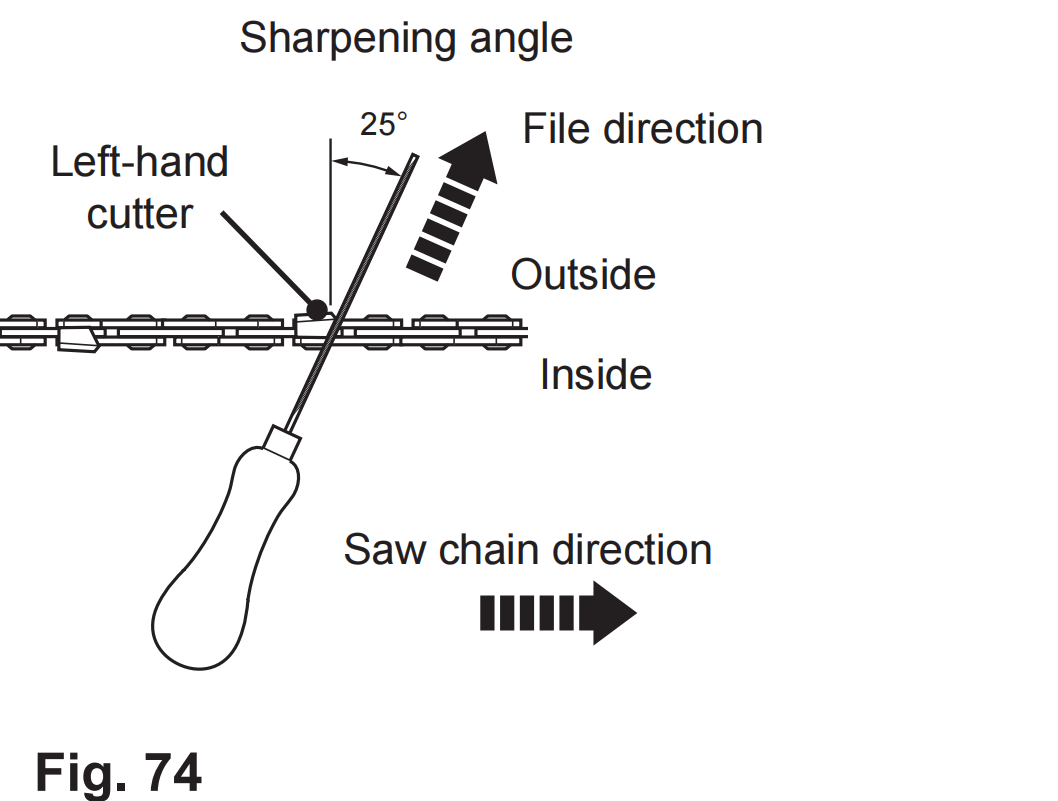 Sharpening angle
25°
File direction
Left-hand
cutter
Outside
Inside
Saw chain direction
Fig. 74